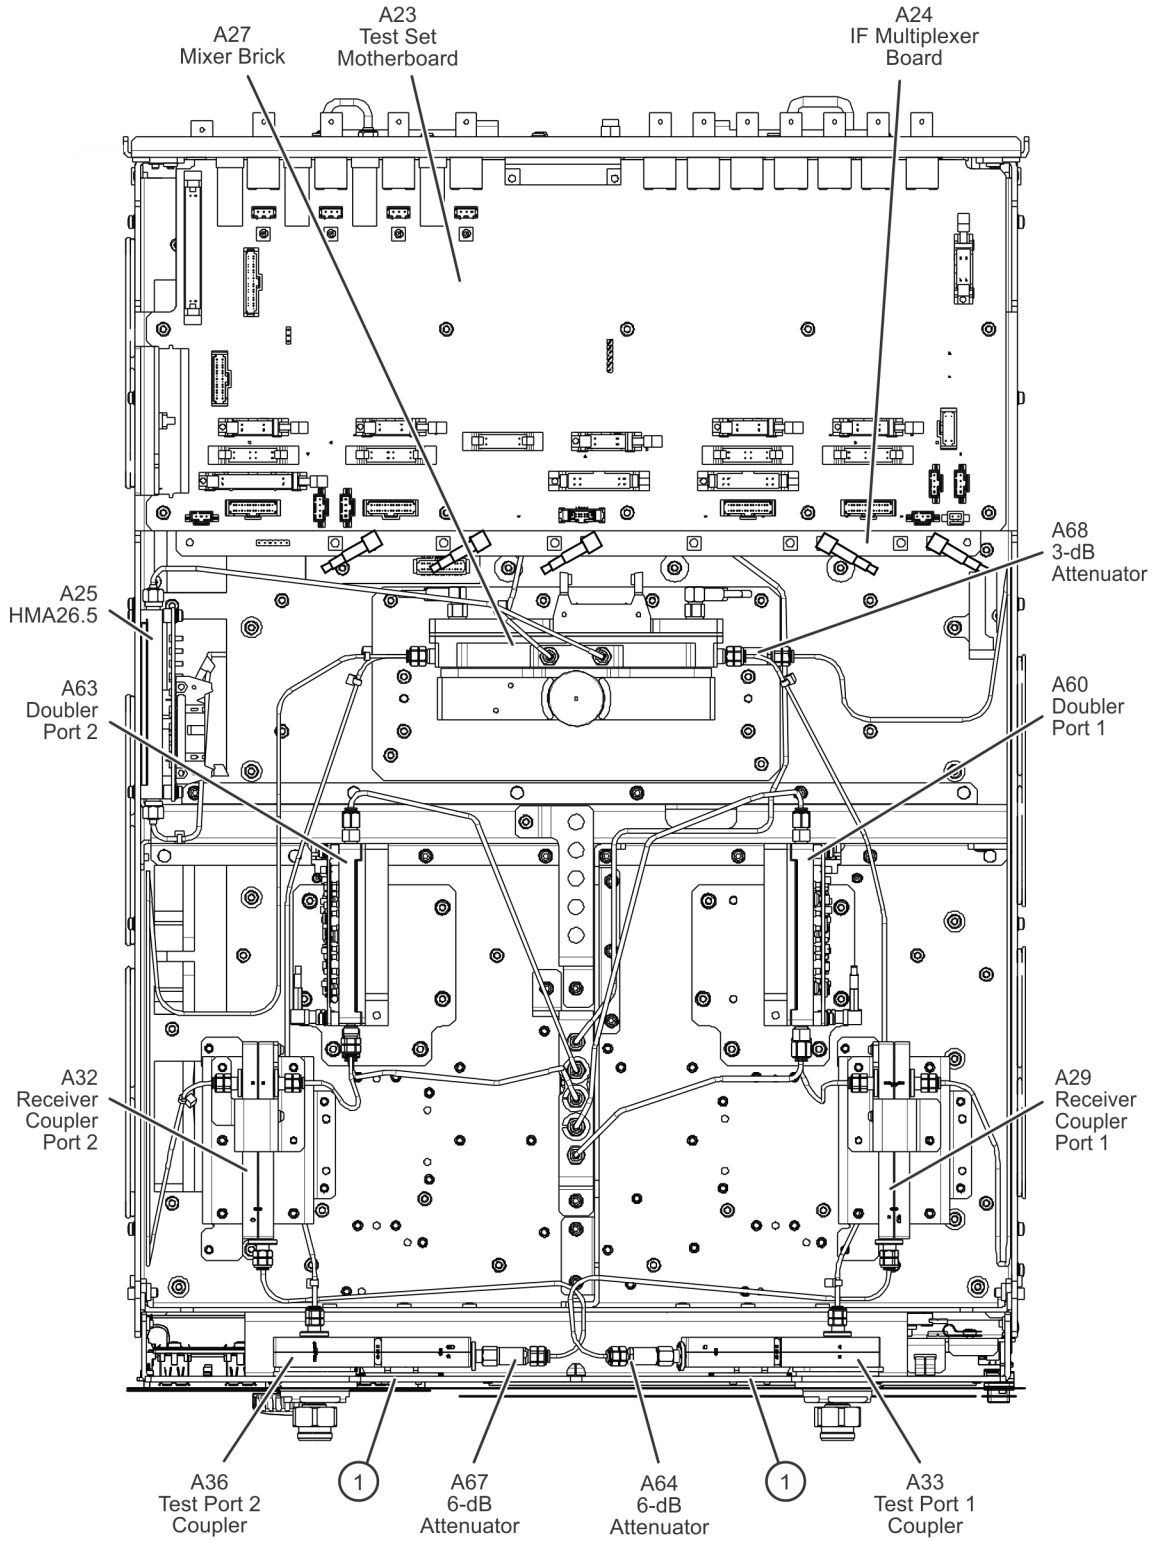 A27
Mixer Brick
A23
Test Set
Motherboard
A24
IF Multiplexer
Board
A68
3-dB
Attenuator
A25
HMA26.5
A63
Doubler
Port 2
A60
Doubler
Port 1
A32
Receiver
Coupler
Port 2
A29
Receiver
Coupler
Port 1
A36
Test Port 2
Coupler
1
A67
6-dB
Attenuator
A64
6-dB
Attenuator
1
A33
Test Port 1
Coupler